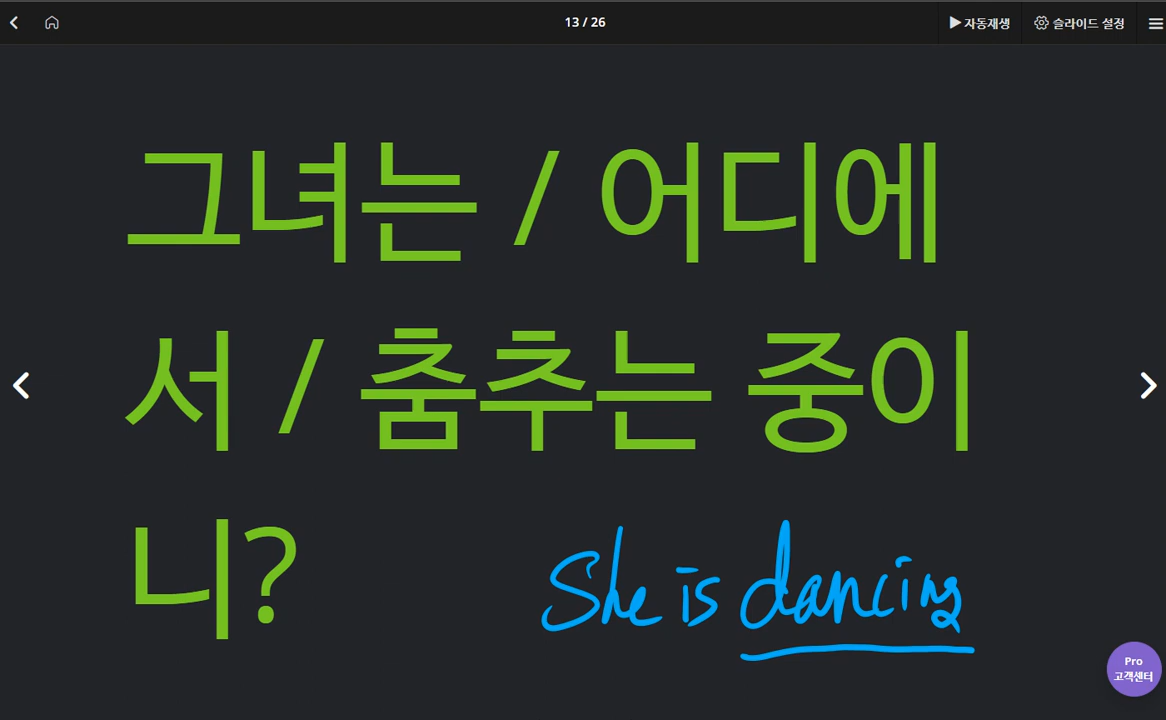 13 / 26
▶ 자동재생
슬라이드 설정
그녀는 / 어디에
서 / 춤추는 중이
니?
She is dancing
Pro
고객센터